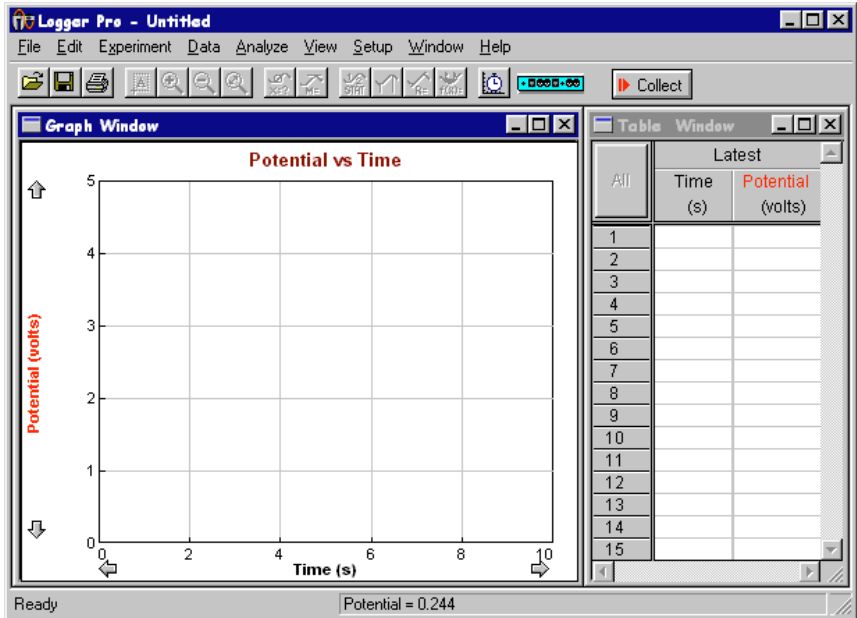 Logger Pro - Untitled
File Edit Experiment Data Analyze View Setup Window Help
X=? M= STAT R= f(X)= Collect
Graph Window
Potential vs Time
Potential (volts)
5
4
3
2
1
0
0 2 4 6 8 10
Time (s)
Table Window
All
Latest
Time Potential
(s) (volts)
1
2
3
4
5
6
7
8
9
10
11
12
13
14
15
Ready Potential = 0.244